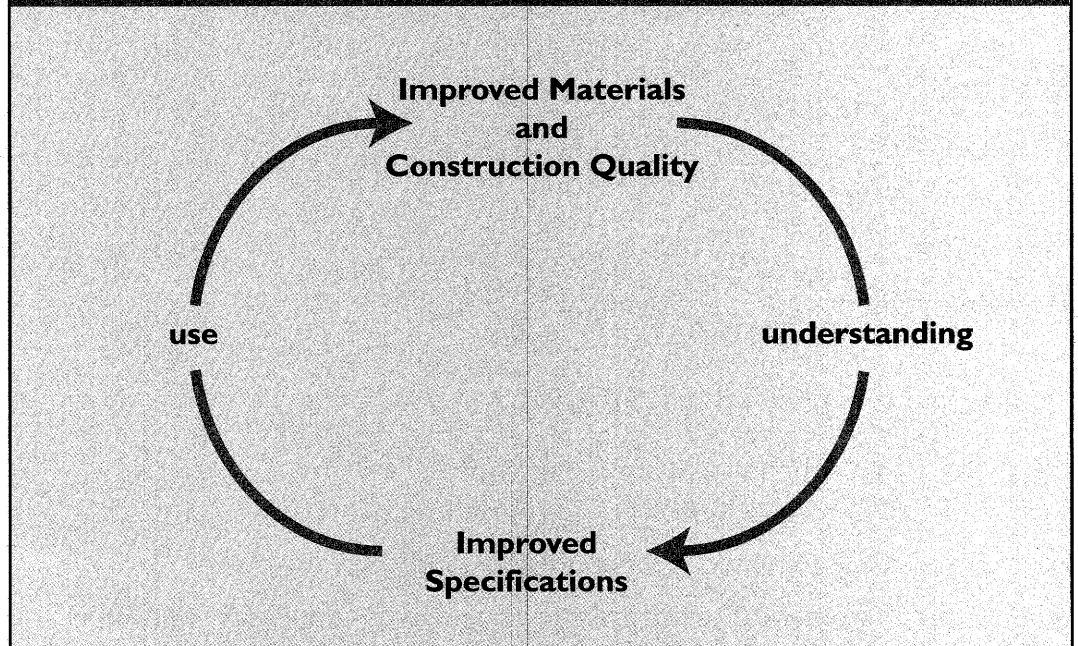 Improved Materials
and
Construction Quality
use
understanding
Improved
Specifications